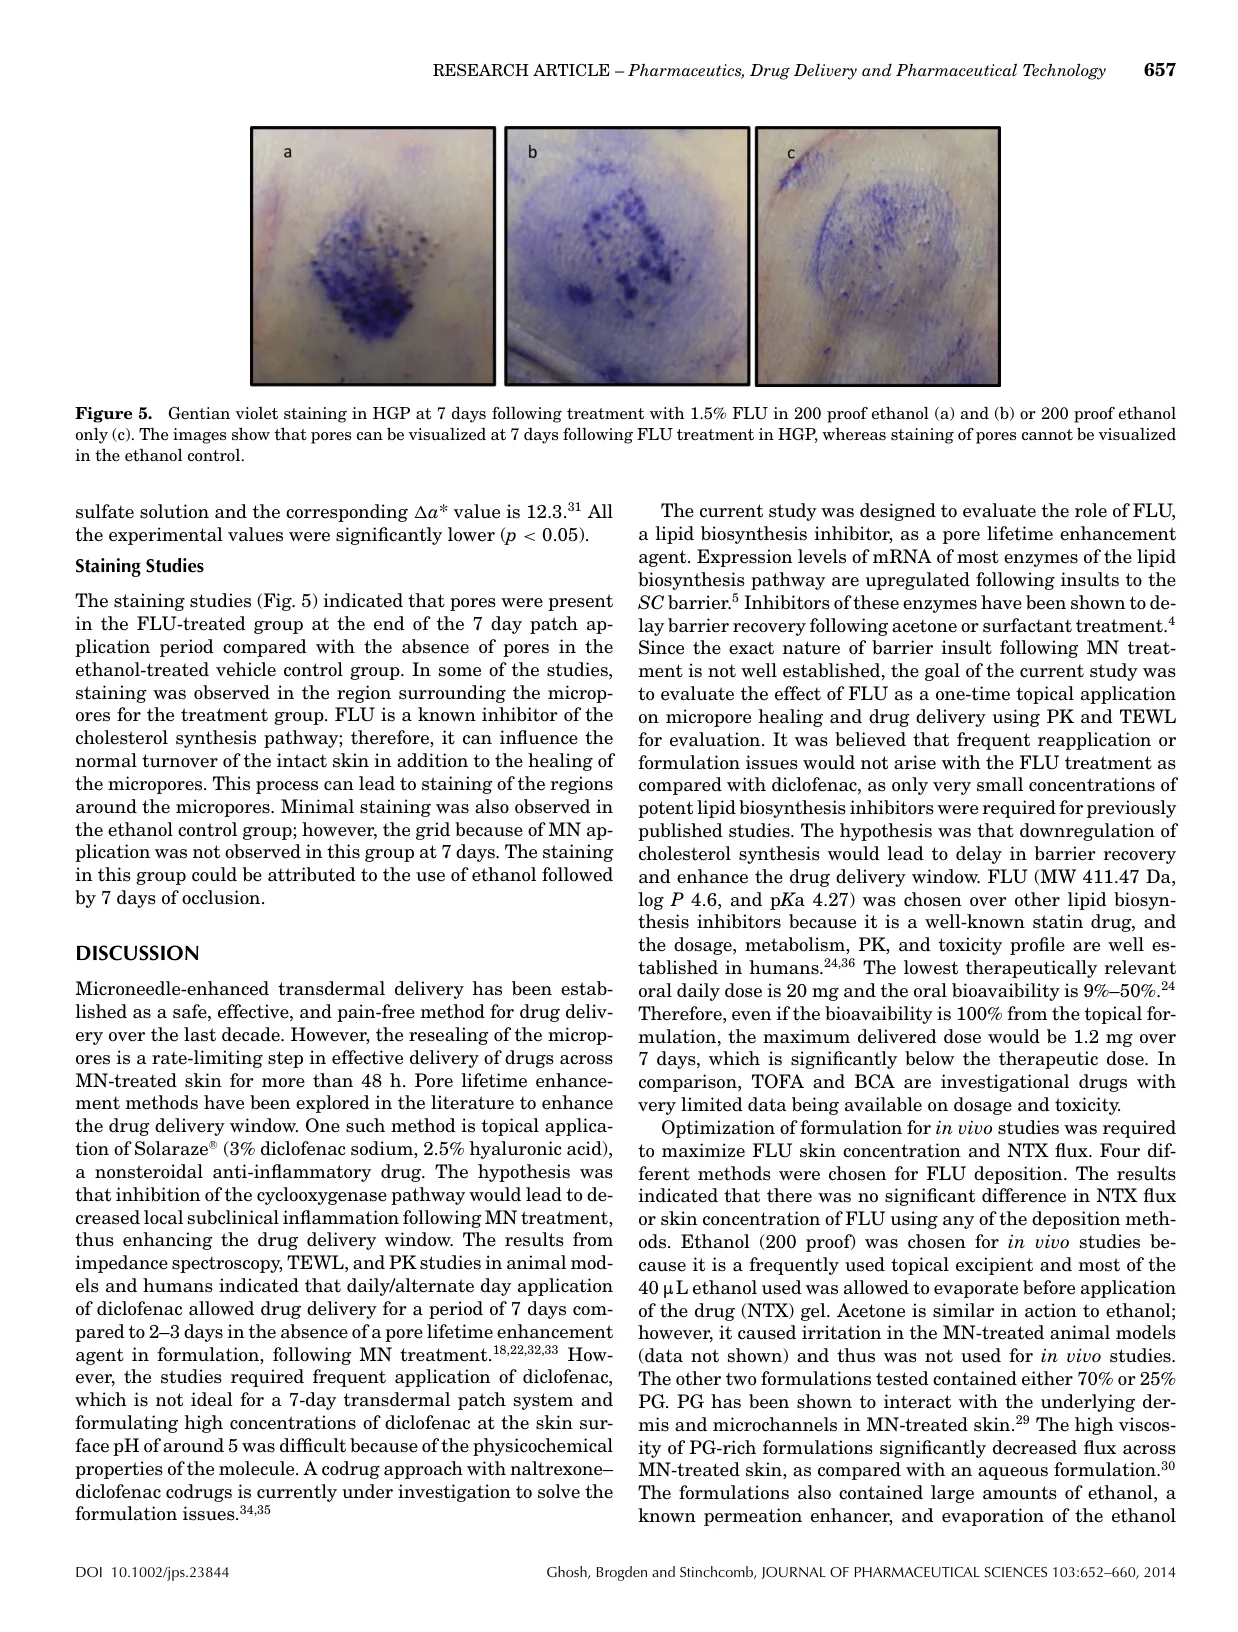 RESEARCH ARTICLE – Pharmaceutics, Drug Delivery and Pharmaceutical Technology 657
a
b
c
Figure 5. Gentian violet staining in HGP at 7 days following treatment with 1.5% FLU in 200 proof ethanol (a) and (b) or 200 proof ethanol
only (c). The images show that pores can be visualized at 7 days following FLU treatment in HGP, whereas staining of pores cannot be visualized
in the ethanol control.
sulfate solution and the corresponding Δa* value is 12.3.31 All
the experimental values were significantly lower (p < 0.05).
Staining Studies
The staining studies (Fig. 5) indicated that pores were present
in the FLU-treated group at the end of the 7 day patch ap-
plication period compared with the absence of pores in the
ethanol-treated vehicle control group. In some of the studies,
staining was observed in the region surrounding the microp-
ores for the treatment group. FLU is a known inhibitor of the
cholesterol synthesis pathway; therefore, it can influence the
normal turnover of the intact skin in addition to the healing of
the micropores. This process can lead to staining of the regions
around the micropores. Minimal staining was also observed in
the ethanol control group; however, the grid because of MN ap-
plication was not observed in this group at 7 days. The staining
in this group could be attributed to the use of ethanol followed
by 7 days of occlusion.
DISCUSSION
Microneedle-enhanced transdermal delivery has been estab-
lished as a safe, effective, and pain-free method for drug deliv-
ery over the last decade. However, the resealing of the microp-
ores is a rate-limiting step in effective delivery of drugs across
MN-treated skin for more than 48 h. Pore lifetime enhance-
ment methods have been explored in the literature to enhance
the drug delivery window. One such method is topical applica-
tion of Solaraze® (3% diclofenac sodium, 2.5% hyaluronic acid),
a nonsteroidal anti-inflammatory drug. The hypothesis was
that inhibition of the cyclooxygenase pathway would lead to de-
creased local subclinical inflammation following MN treatment,
thus enhancing the drug delivery window. The results from
impedance spectroscopy, TEWL, and PK studies in animal mod-
els and humans indicated that daily/alternate day application
of diclofenac allowed drug delivery for a period of 7 days com-
pared to 2–3 days in the absence of a pore lifetime enhancement
agent in formulation, following MN treatment.18,22,32,33 How-
ever, the studies required frequent application of diclofenac,
which is not ideal for a 7-day transdermal patch system and
formulating high concentrations of diclofenac at the skin sur-
face pH of around 5 was difficult because of the physicochemical
properties of the molecule. A codrug approach with naltrexone–
diclofenac codrugs is currently under investigation to solve the
formulation issues.34,35
The current study was designed to evaluate the role of FLU,
a lipid biosynthesis inhibitor, as a pore lifetime enhancement
agent. Expression levels of mRNA of most enzymes of the lipid
biosynthesis pathway are upregulated following insults to the
SC barrier.5 Inhibitors of these enzymes have been shown to de-
lay barrier recovery following acetone or surfactant treatment.4
Since the exact nature of barrier insult following MN treat-
ment is not well established, the goal of the current study was
to evaluate the effect of FLU as a one-time topical application
on micropore healing and drug delivery using PK and TEWL
for evaluation. It was believed that frequent reapplication or
formulation issues would not arise with the FLU treatment as
compared with diclofenac, as only very small concentrations of
potent lipid biosynthesis inhibitors were required for previously
published studies. The hypothesis was that downregulation of
cholesterol synthesis would lead to delay in barrier recovery
and enhance the drug delivery window. FLU (MW 411.47 Da,
log P 4.6, and pKa 4.27) was chosen over other lipid biosyn-
thesis inhibitors because it is a well-known statin drug, and
the dosage, metabolism, PK, and toxicity profile are well es-
tablished in humans.24,36 The lowest therapeutically relevant
oral daily dose is 20 mg and the oral bioavaibility is 9%–50%.24
Therefore, even if the bioavaibility is 100% from the topical for-
mulation, the maximum delivered dose would be 1.2 mg over
7 days, which is significantly below the therapeutic dose. In
comparison, TOFA and BCA are investigational drugs with
very limited data being available on dosage and toxicity.
Optimization of formulation for in vivo studies was required
to maximize FLU skin concentration and NTX flux. Four dif-
ferent methods were chosen for FLU deposition. The results
indicated that there was no significant difference in NTX flux
or skin concentration of FLU using any of the deposition meth-
ods. Ethanol (200 proof) was chosen for in vivo studies be-
cause it is a frequently used topical excipient and most of the
40 μL ethanol used was allowed to evaporate before application
of the drug (NTX) gel. Acetone is similar in action to ethanol;
however, it caused irritation in the MN-treated animal models
(data not shown) and thus was not used for in vivo studies.
The other two formulations tested contained either 70% or 25%
PG. PG has been shown to interact with the underlying der-
mis and microchannels in MN-treated skin.29 The high viscos-
ity of PG-rich formulations significantly decreased flux across
MN-treated skin, as compared with an aqueous formulation.30
The formulations also contained large amounts of ethanol, a
known permeation enhancer, and evaporation of the ethanol
DOI 10.1002/jps.23844
Ghosh, Brogden and Stinchcomb, JOURNAL OF PHARMACEUTICAL SCIENCES 103:652–660, 2014